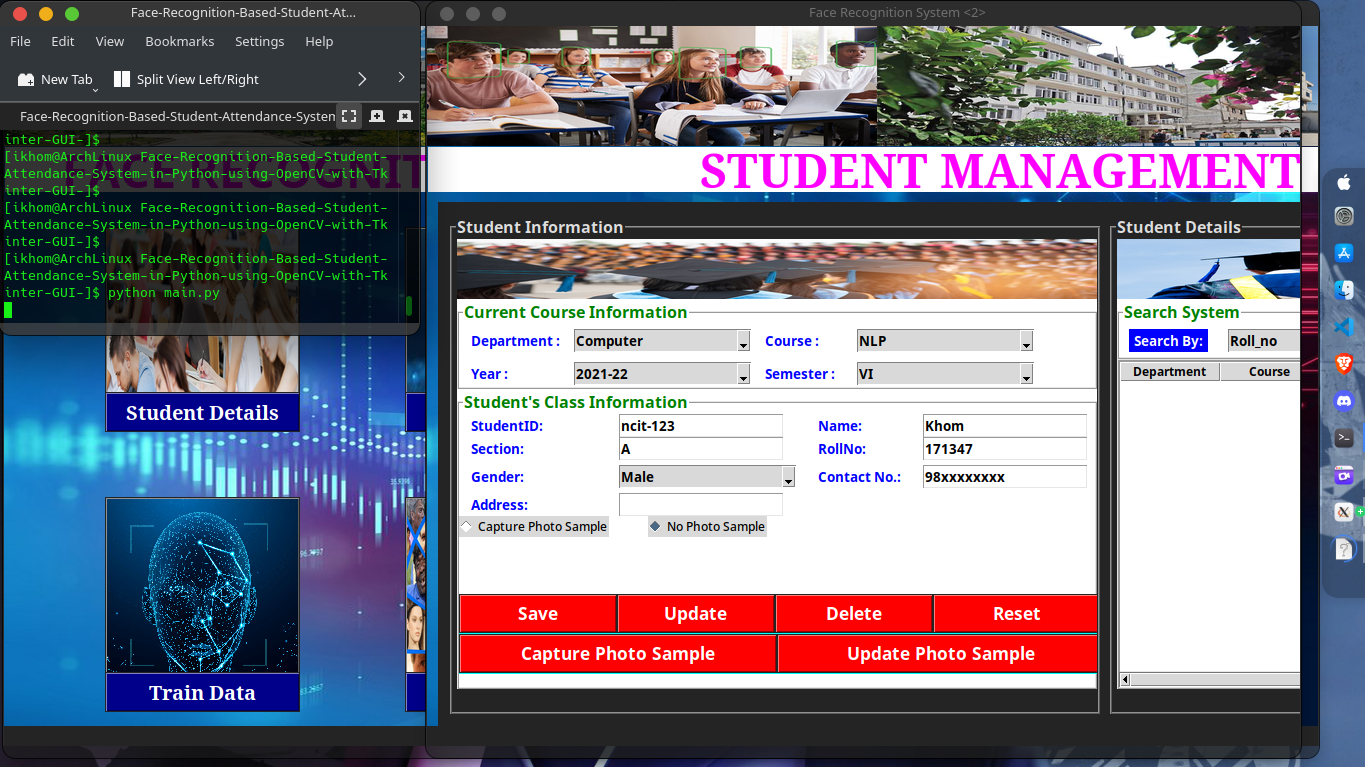 Face-Recognition-Based-Student-At...
File Edit View Bookmarks Settings Help
New Tab Split View Left/Right
Face-Recognition-Based-Student-Attendance-System
inter-GUI-]$
[ikhom@ArchLinux Face-Recognition-Based-Student-
Attendance-System-in-Python-using-OpenCV-with-Tk
inter-GUI-]$
[ikhom@ArchLinux Face-Recognition-Based-Student-
Attendance-System-in-Python-using-OpenCV-with-Tk
inter-GUI-]$
[ikhom@ArchLinux Face-Recognition-Based-Student-
Attendance-System-in-Python-using-OpenCV-with-Tk
inter-GUI-]$ python main.py
Student Details
Train Data
Face Recognition System <2>
STUDENT MANAGEMENT
Student Information
Current Course Information
Department : Computer Course : NLP
Year : 2021-22 Semester : VI
Student's Class Information
StudentID: ncit-123 Name: Khom
Section: A RollNo: 171347
Gender: Male Contact No.: 98xxxxxxxx
Address:
Capture Photo Sample No Photo Sample
Save Update Delete Reset
Capture Photo Sample Update Photo Sample
Student Details
Search System
Search By: Roll_no
Department Course